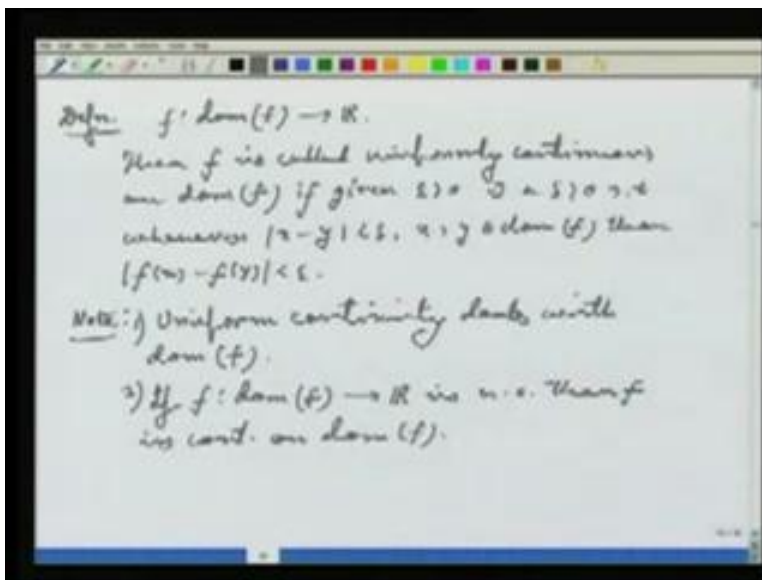 Defn. f : dom(f) → ℝ.
Then f is called uniformly continuous
on dom(f) if given ε>0 ∃ a δ>0 s.t
whenever |x-y|<δ, x, y ∈ dom(f) then
|f(x)-f(y)|<ε.
Note: 1) Uniform continuity deals with
dom(f).
2) If f : dom(f) → ℝ is u.c. then f
is cont. on dom(f).